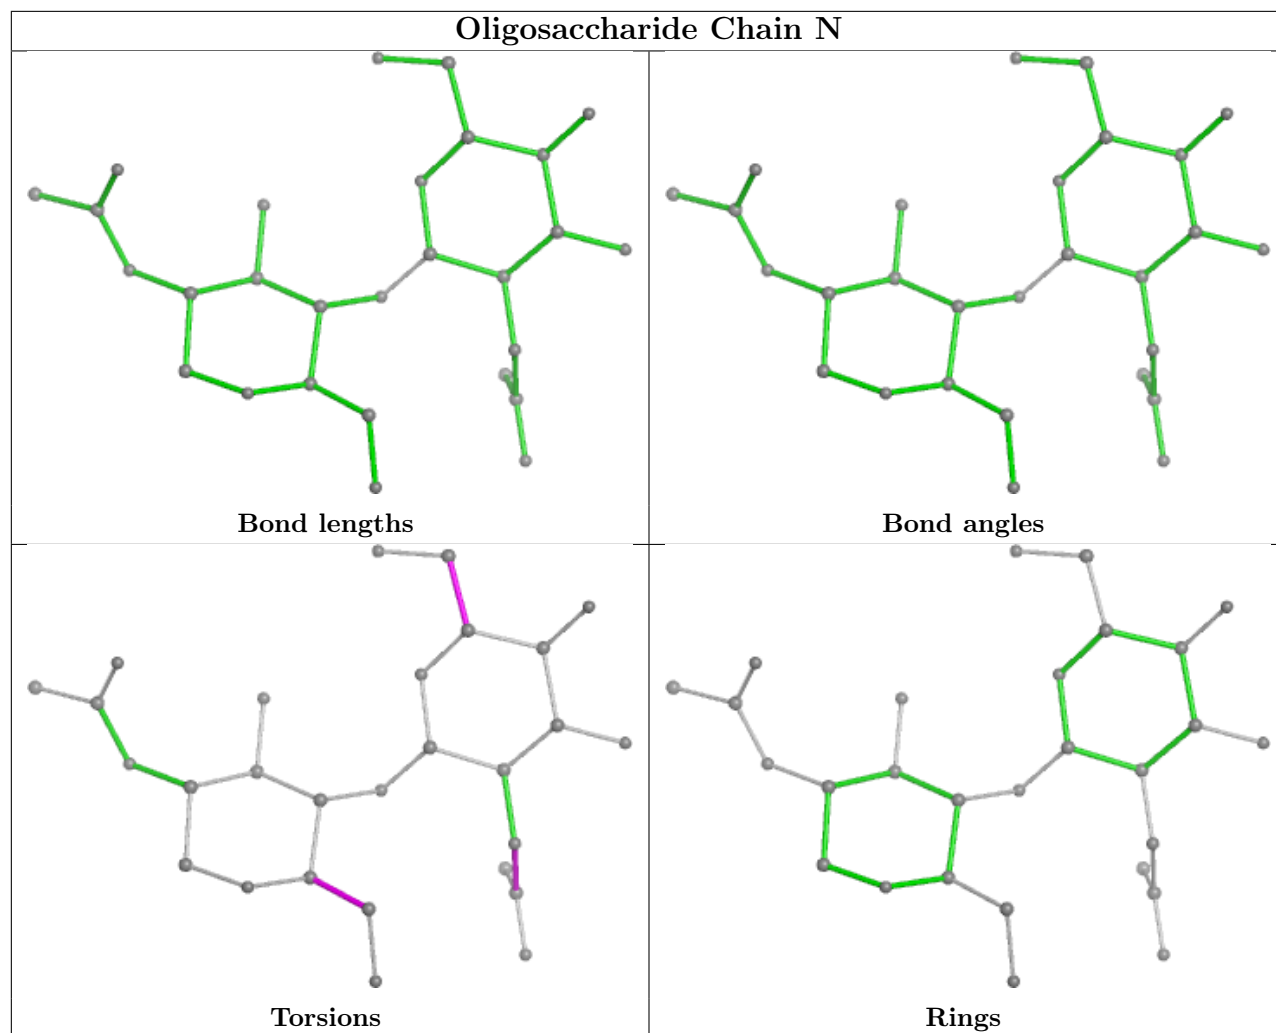 Oligosaccharide Chain N
Bond lengths
Bond angles
Torsions
Rings